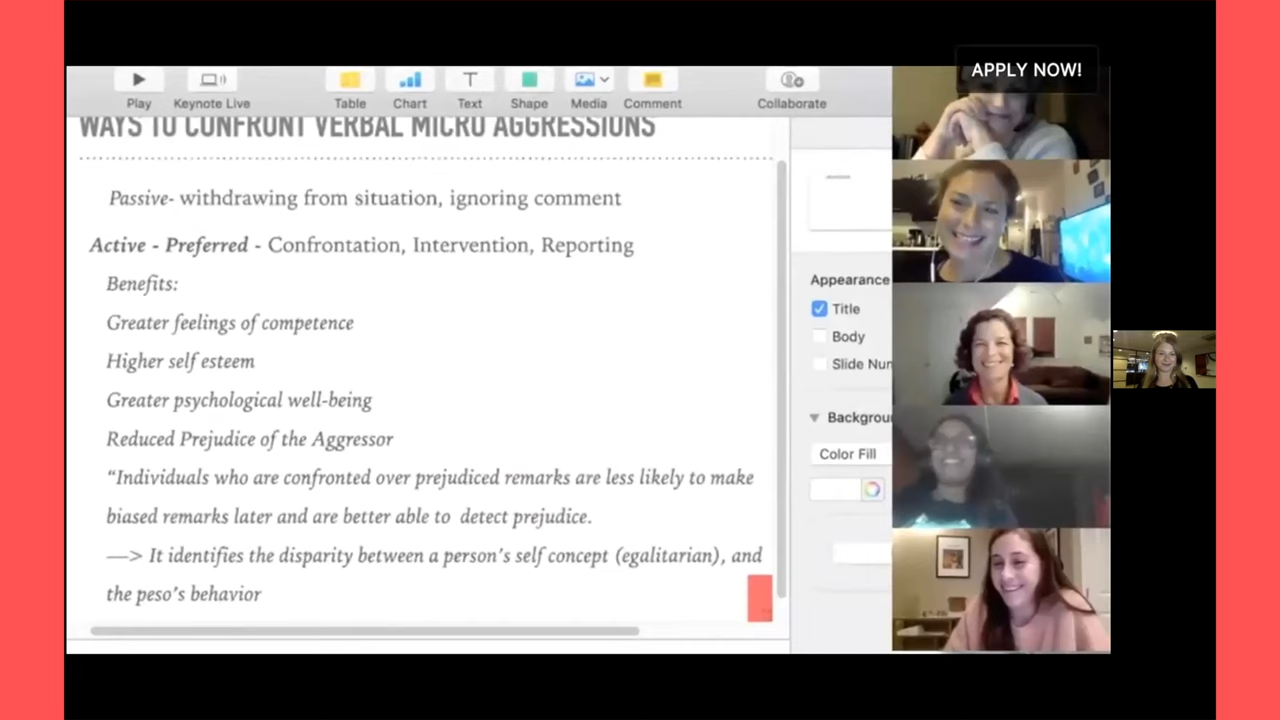 APPLY NOW!
Play
Keynote Live
Table
Chart
Text
Shape
Media
Comment
Collaborate
WAYS TO CONFRONT VERBAL MICRO AGGRESSIONS
Passive- withdrawing from situation, ignoring comment
Active - Preferred - Confrontation, Intervention, Reporting
Benefits:
Greater feelings of competence
Higher self esteem
Greater psychological well-being
Reduced Prejudice of the Aggressor
“Individuals who are confronted over prejudiced remarks are less likely to make
biased remarks later and are better able to detect prejudice.
—> It identifies the disparity between a person’s self concept (egalitarian), and
the peso’s behavior
Appearance
Title
Body
Slide Num
Backgrou
Color Fill